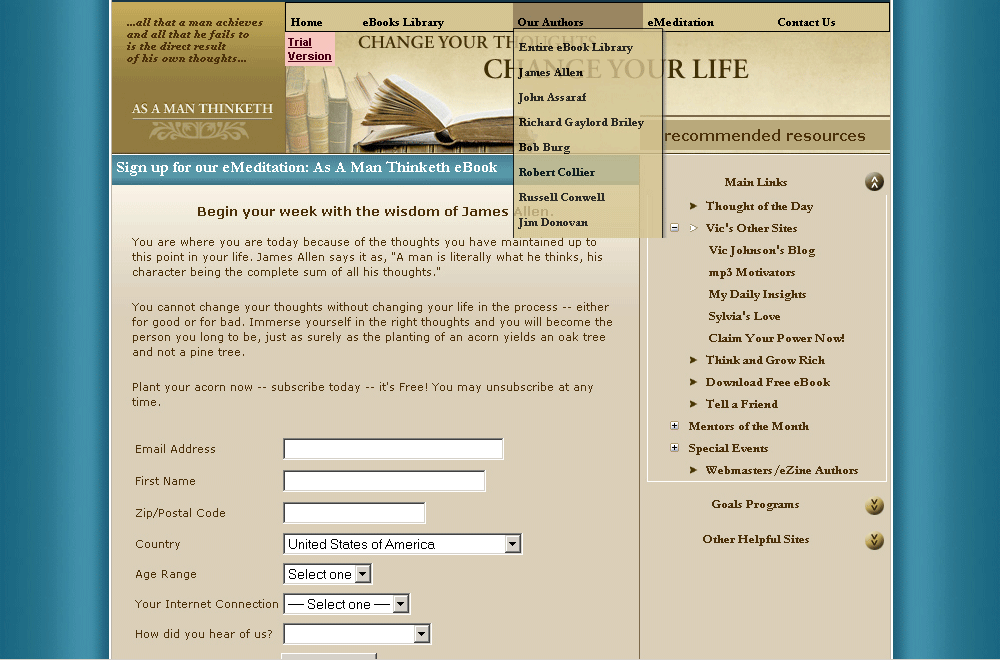 ...all that a man achieves
and all that he fails to
is the direct result
of his own thoughts...
AS A MAN THINKETH
Home
eBooks Library
Our Authors
eMeditation
Contact Us
Trial
Version
CHANGE YOUR THOUGHTS
CHANGE YOUR LIFE
Entire eBook Library
James Allen
John Assaraf
Richard Gaylord Briley
Bob Burg
Robert Collier
Russell Conwell
Jim Donovan
recommended resources
Sign up for our eMeditation: As A Man Thinketh eBook
Begin your week with the wisdom of James Allen.
You are where you are today because of the thoughts you have maintained up to
this point in your life. James Allen says it as, "A man is literally what he thinks, his
character being the complete sum of all his thoughts."
You cannot change your thoughts without changing your life in the process -- either
for good or for bad. Immerse yourself in the right thoughts and you will become the
person you long to be, just as surely as the planting of an acorn yields an oak tree
and not a pine tree.
Plant your acorn now -- subscribe today -- it's Free! You may unsubscribe at any
time.
Email Address
First Name
Zip/Postal Code
Country
United States of America
Age Range
Select one
Your Internet Connection
— Select one —
How did you hear of us?
Main Links
Thought of the Day
Vic's Other Sites
Vic Johnson's Blog
mp3 Motivators
My Daily Insights
Sylvia's Love
Claim Your Power Now!
Think and Grow Rich
Download Free eBook
Tell a Friend
Mentors of the Month
Special Events
Webmasters/eZine Authors
Goals Programs
Other Helpful Sites